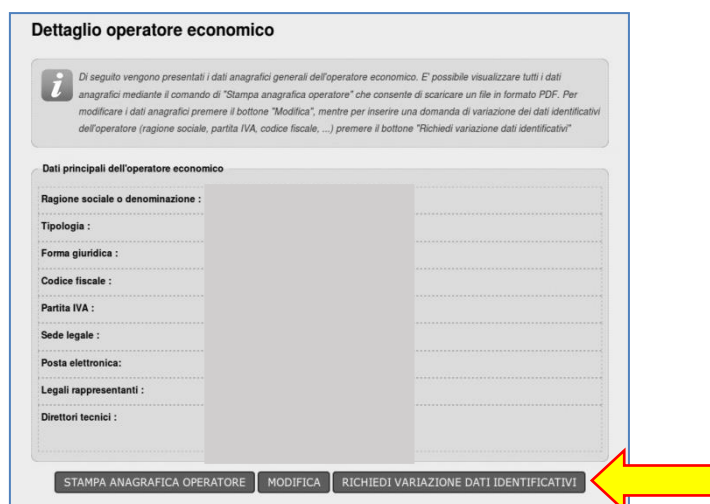 Dettaglio operatore economico
Di seguito vengono presentati i dati anagrafici generali dell'operatore economico. E' possibile visualizzare tutti i dati
anagrafici mediante il comando di "Stampa anagrafica operatore" che consente di scaricare un file in formato PDF. Per
modificare i dati anagrafici premere il bottone "Modifica", mentre per inserire una domanda di variazione dei dati identificativi
dell'operatore (ragione sociale, partita IVA, codice fiscale, ...) premere il bottone "Richiedi variazione dati identificativi"
Dati principali dell'operatore economico
Ragione sociale o denominazione :
Tipologia :
Forma giuridica :
Codice fiscale :
Partita IVA :
Sede legale :
Posta elettronica:
Legali rappresentanti :
Direttori tecnici :
STAMPA ANAGRAFICA OPERATORE MODIFICA RICHIEDI VARIAZIONE DATI IDENTIFICATIVI